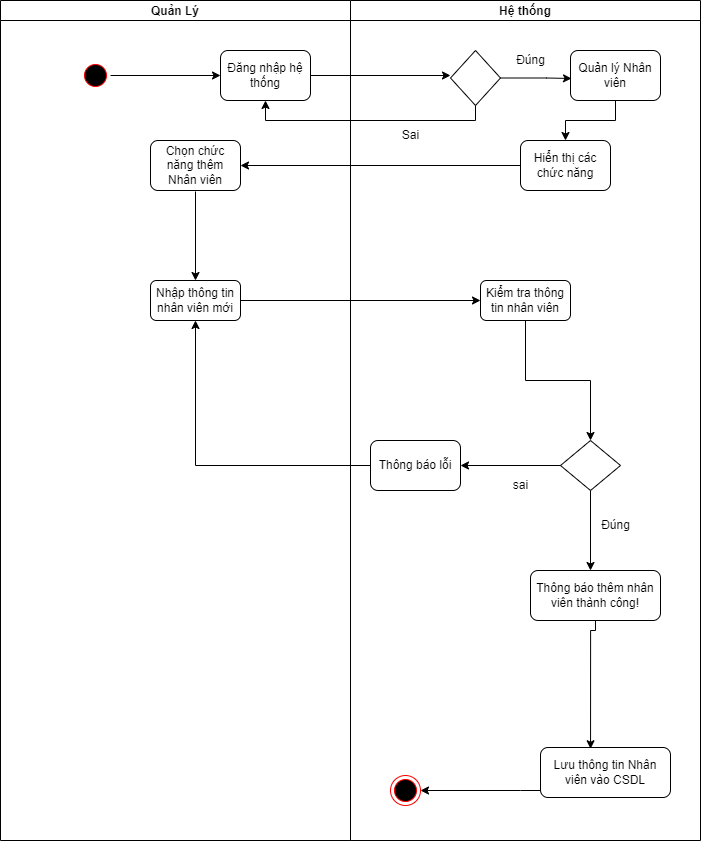 Quản Lý
Hệ thống
Đăng nhập hệ
thống
Đúng
Quản lý Nhân
viên
Sai
Chọn chức
năng thêm
Nhân viên
Hiển thị các
chức năng
Nhập thông tin
nhân viên mới
Kiểm tra thông
tin nhân viên
Thông báo lỗi
sai
Đúng
Thông báo thêm nhân
viên thành công!
Lưu thông tin Nhân
viên vào CSDL